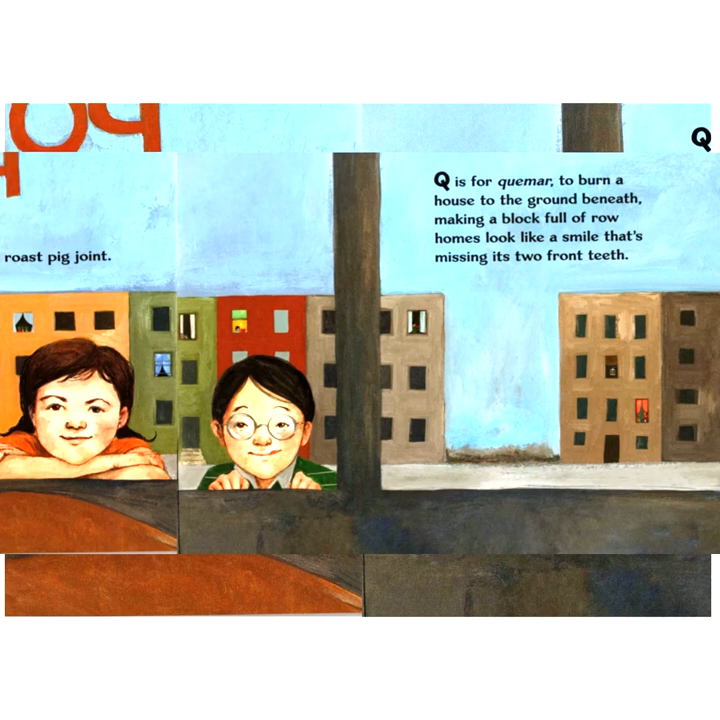 Q
Q is for quemar, to burn a
house to the ground beneath,
making a block full of row
homes look like a smile that's
missing its two front teeth.
roast pig joint.